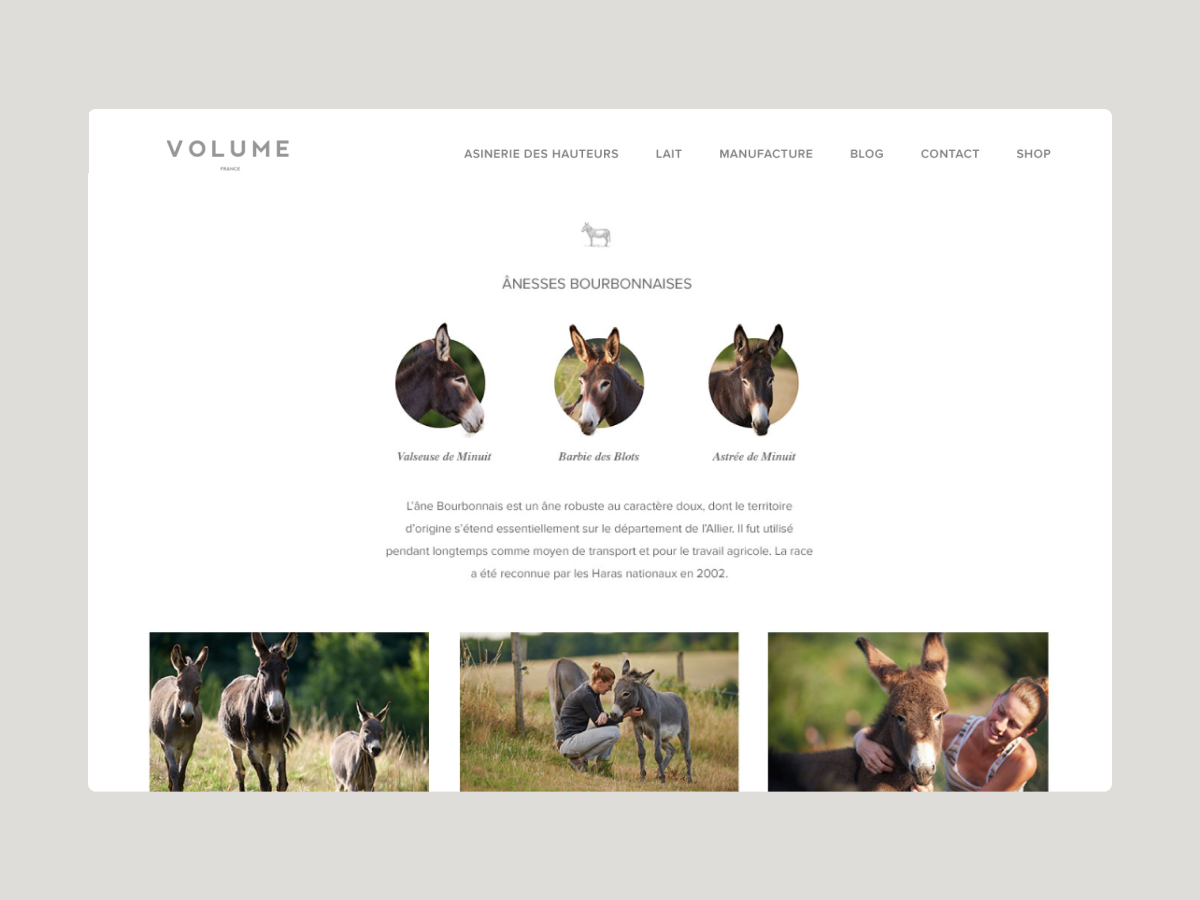 VOLUME
FRANCE
ASINERIE DES HAUTEURS LAIT MANUFACTURE BLOG CONTACT SHOP
ÂNESSES BOURBONNAISES
Valseuse de Minuit Barbie des Blots Astrée de Minuit
L'âne Bourbonnais est un âne robuste au caractère doux, dont le territoire
d'origine s'étend essentiellement sur le département de l'Allier. Il fut utilisé
pendant longtemps comme moyen de transport et pour le travail agricole. La race
a été reconnue par les Haras nationaux en 2002.